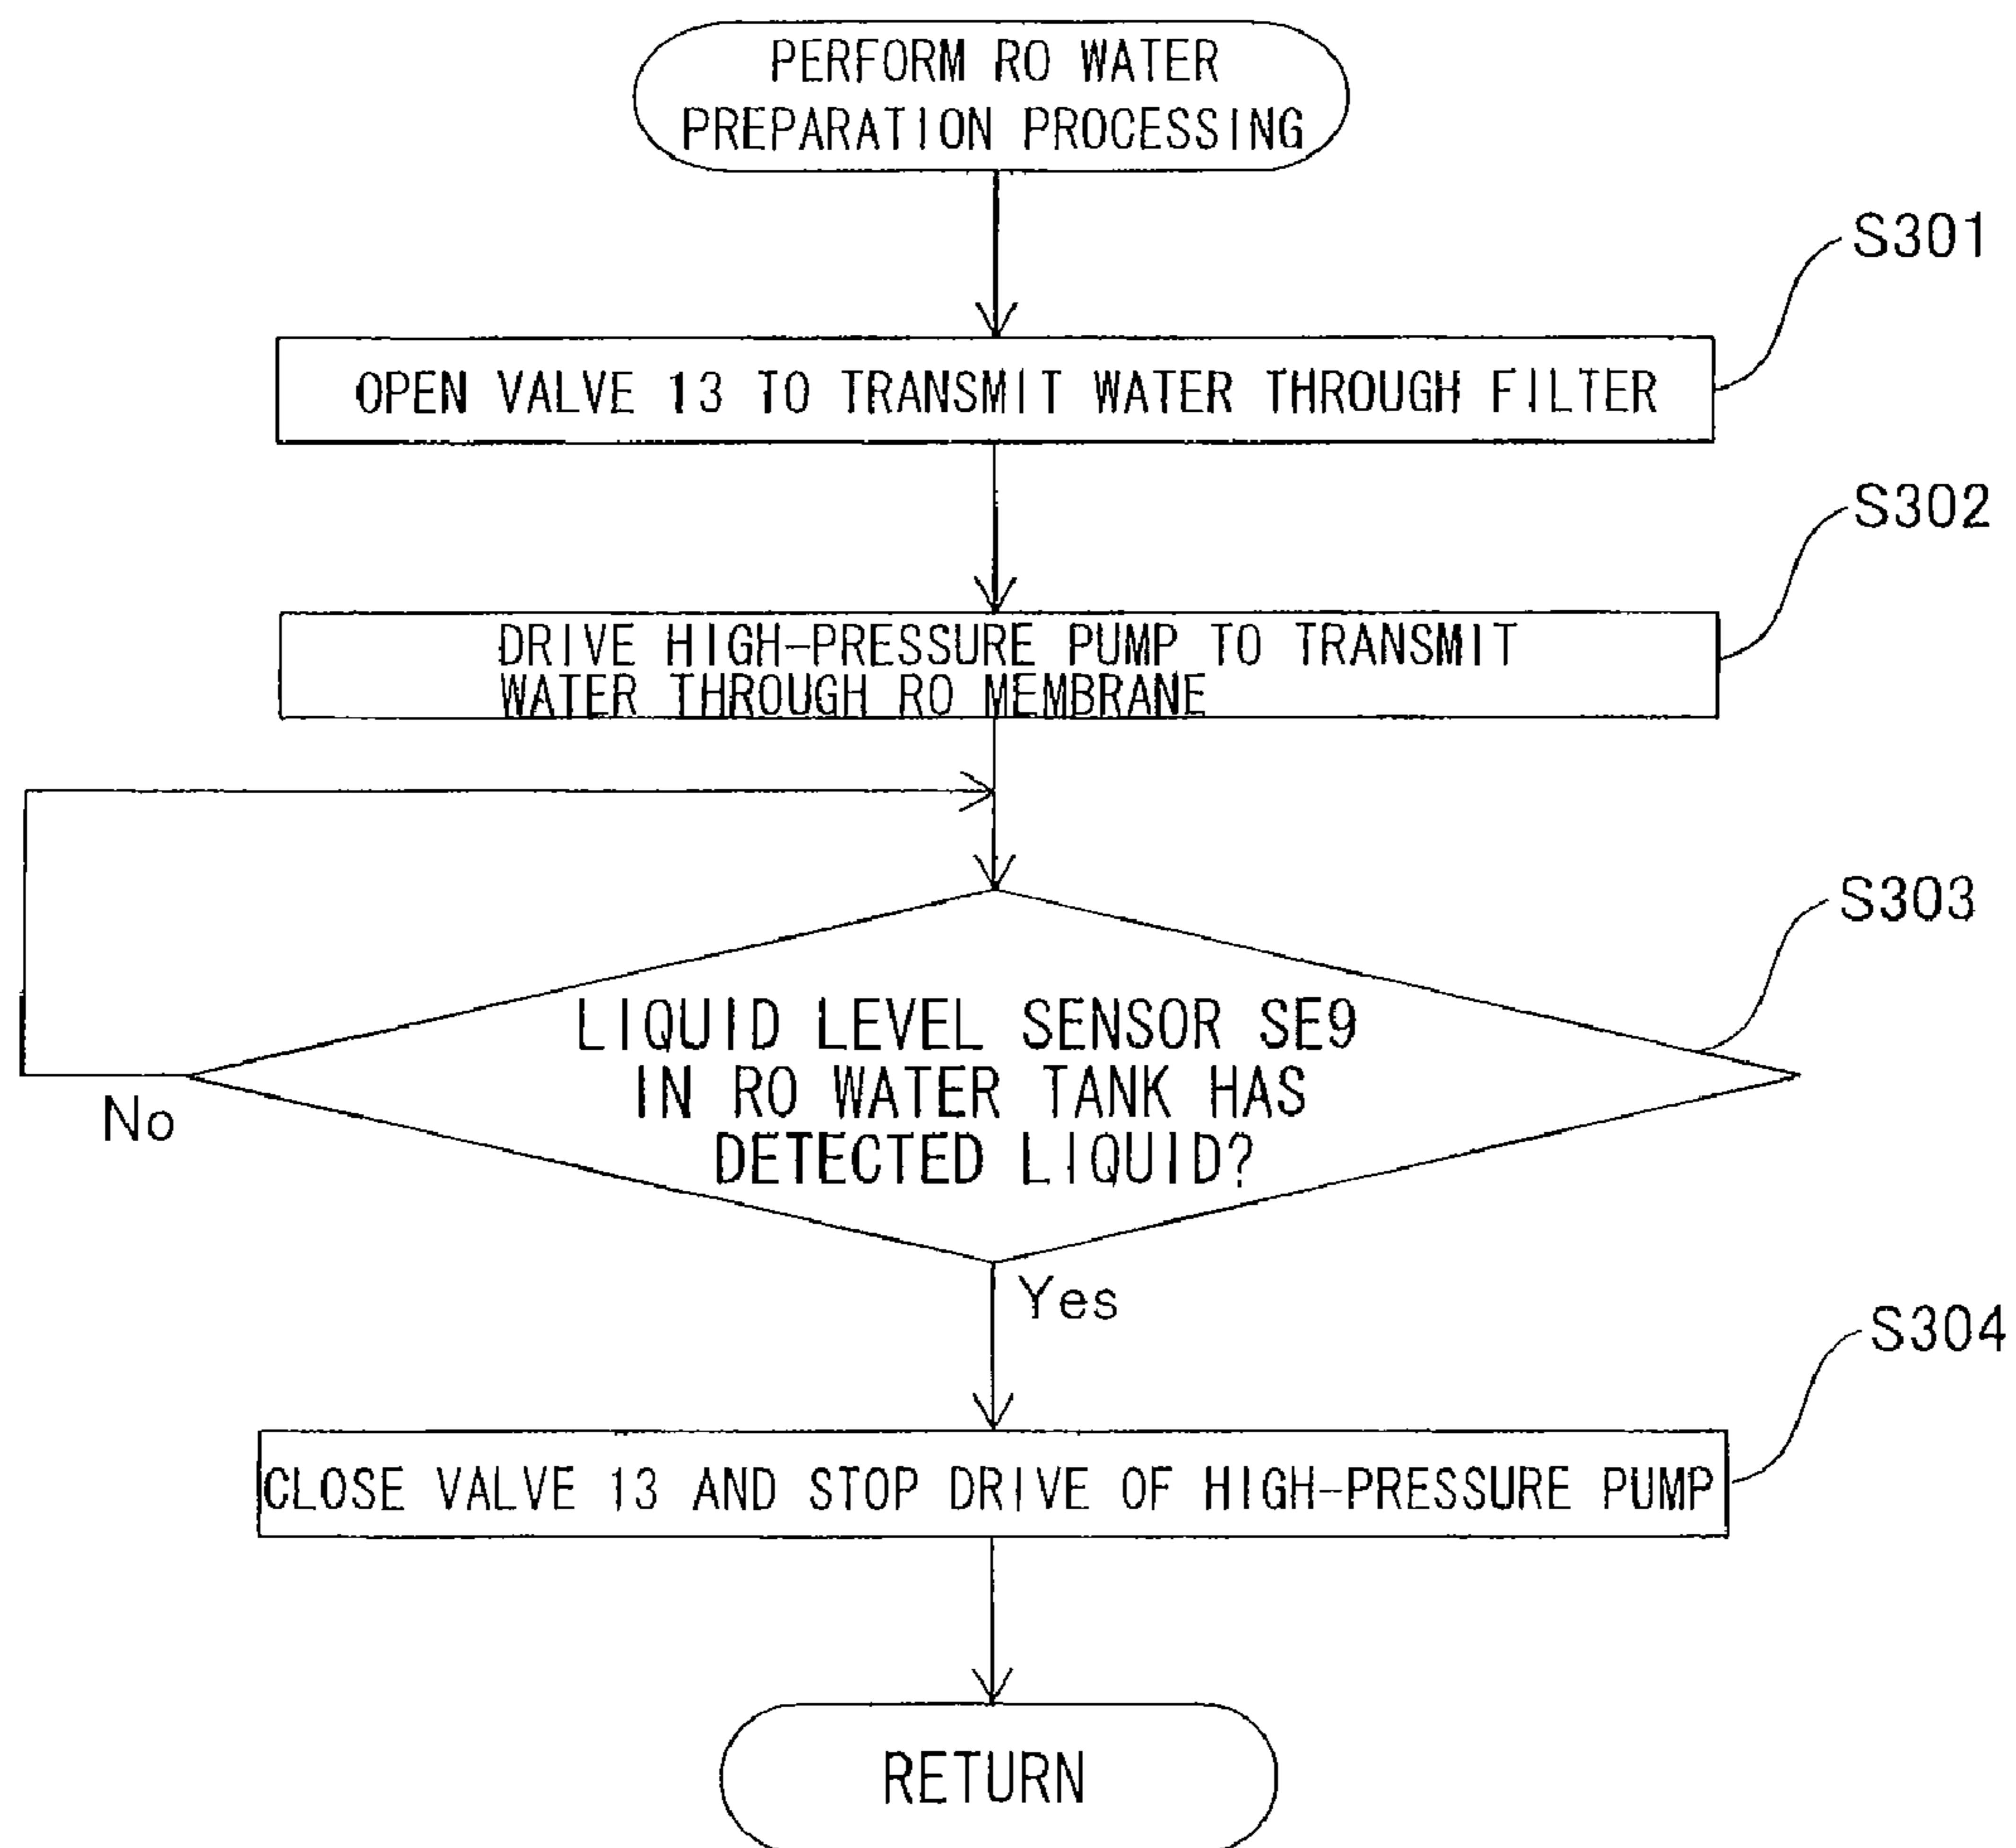 PERFORM RO WATER
PREPARATION PROCESSING
S301
OPEN VALVE 13 TO TRANSMIT WATER THROUGH FILTER
S302
DRIVE HIGH-PRESSURE PUMP TO TRANSMIT
WATER THROUGH RO MEMBRANE
S303
LIQUID LEVEL SENSOR SE9
IN RO WATER TANK HAS
DETECTED LIQUID?
No
Yes
S304
CLOSE VALVE 13 AND STOP DRIVE OF HIGH-PRESSURE PUMP
RETURN